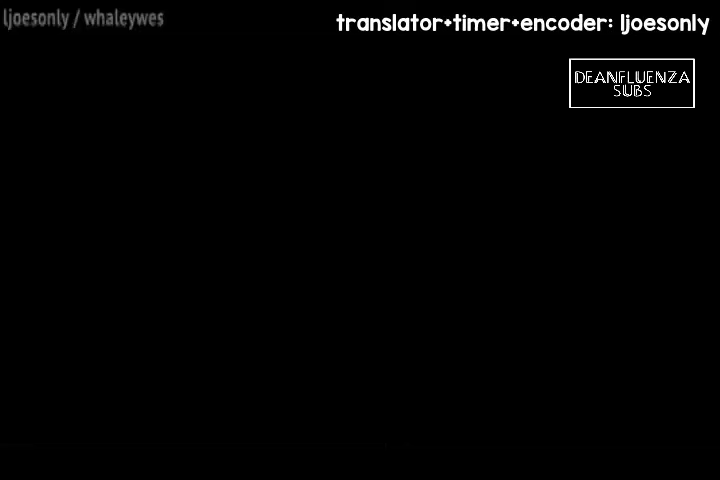 ljoesonly / whaleywes
translator+timer+encoder: ljoesonly
DEANFLUENZA
SUBS